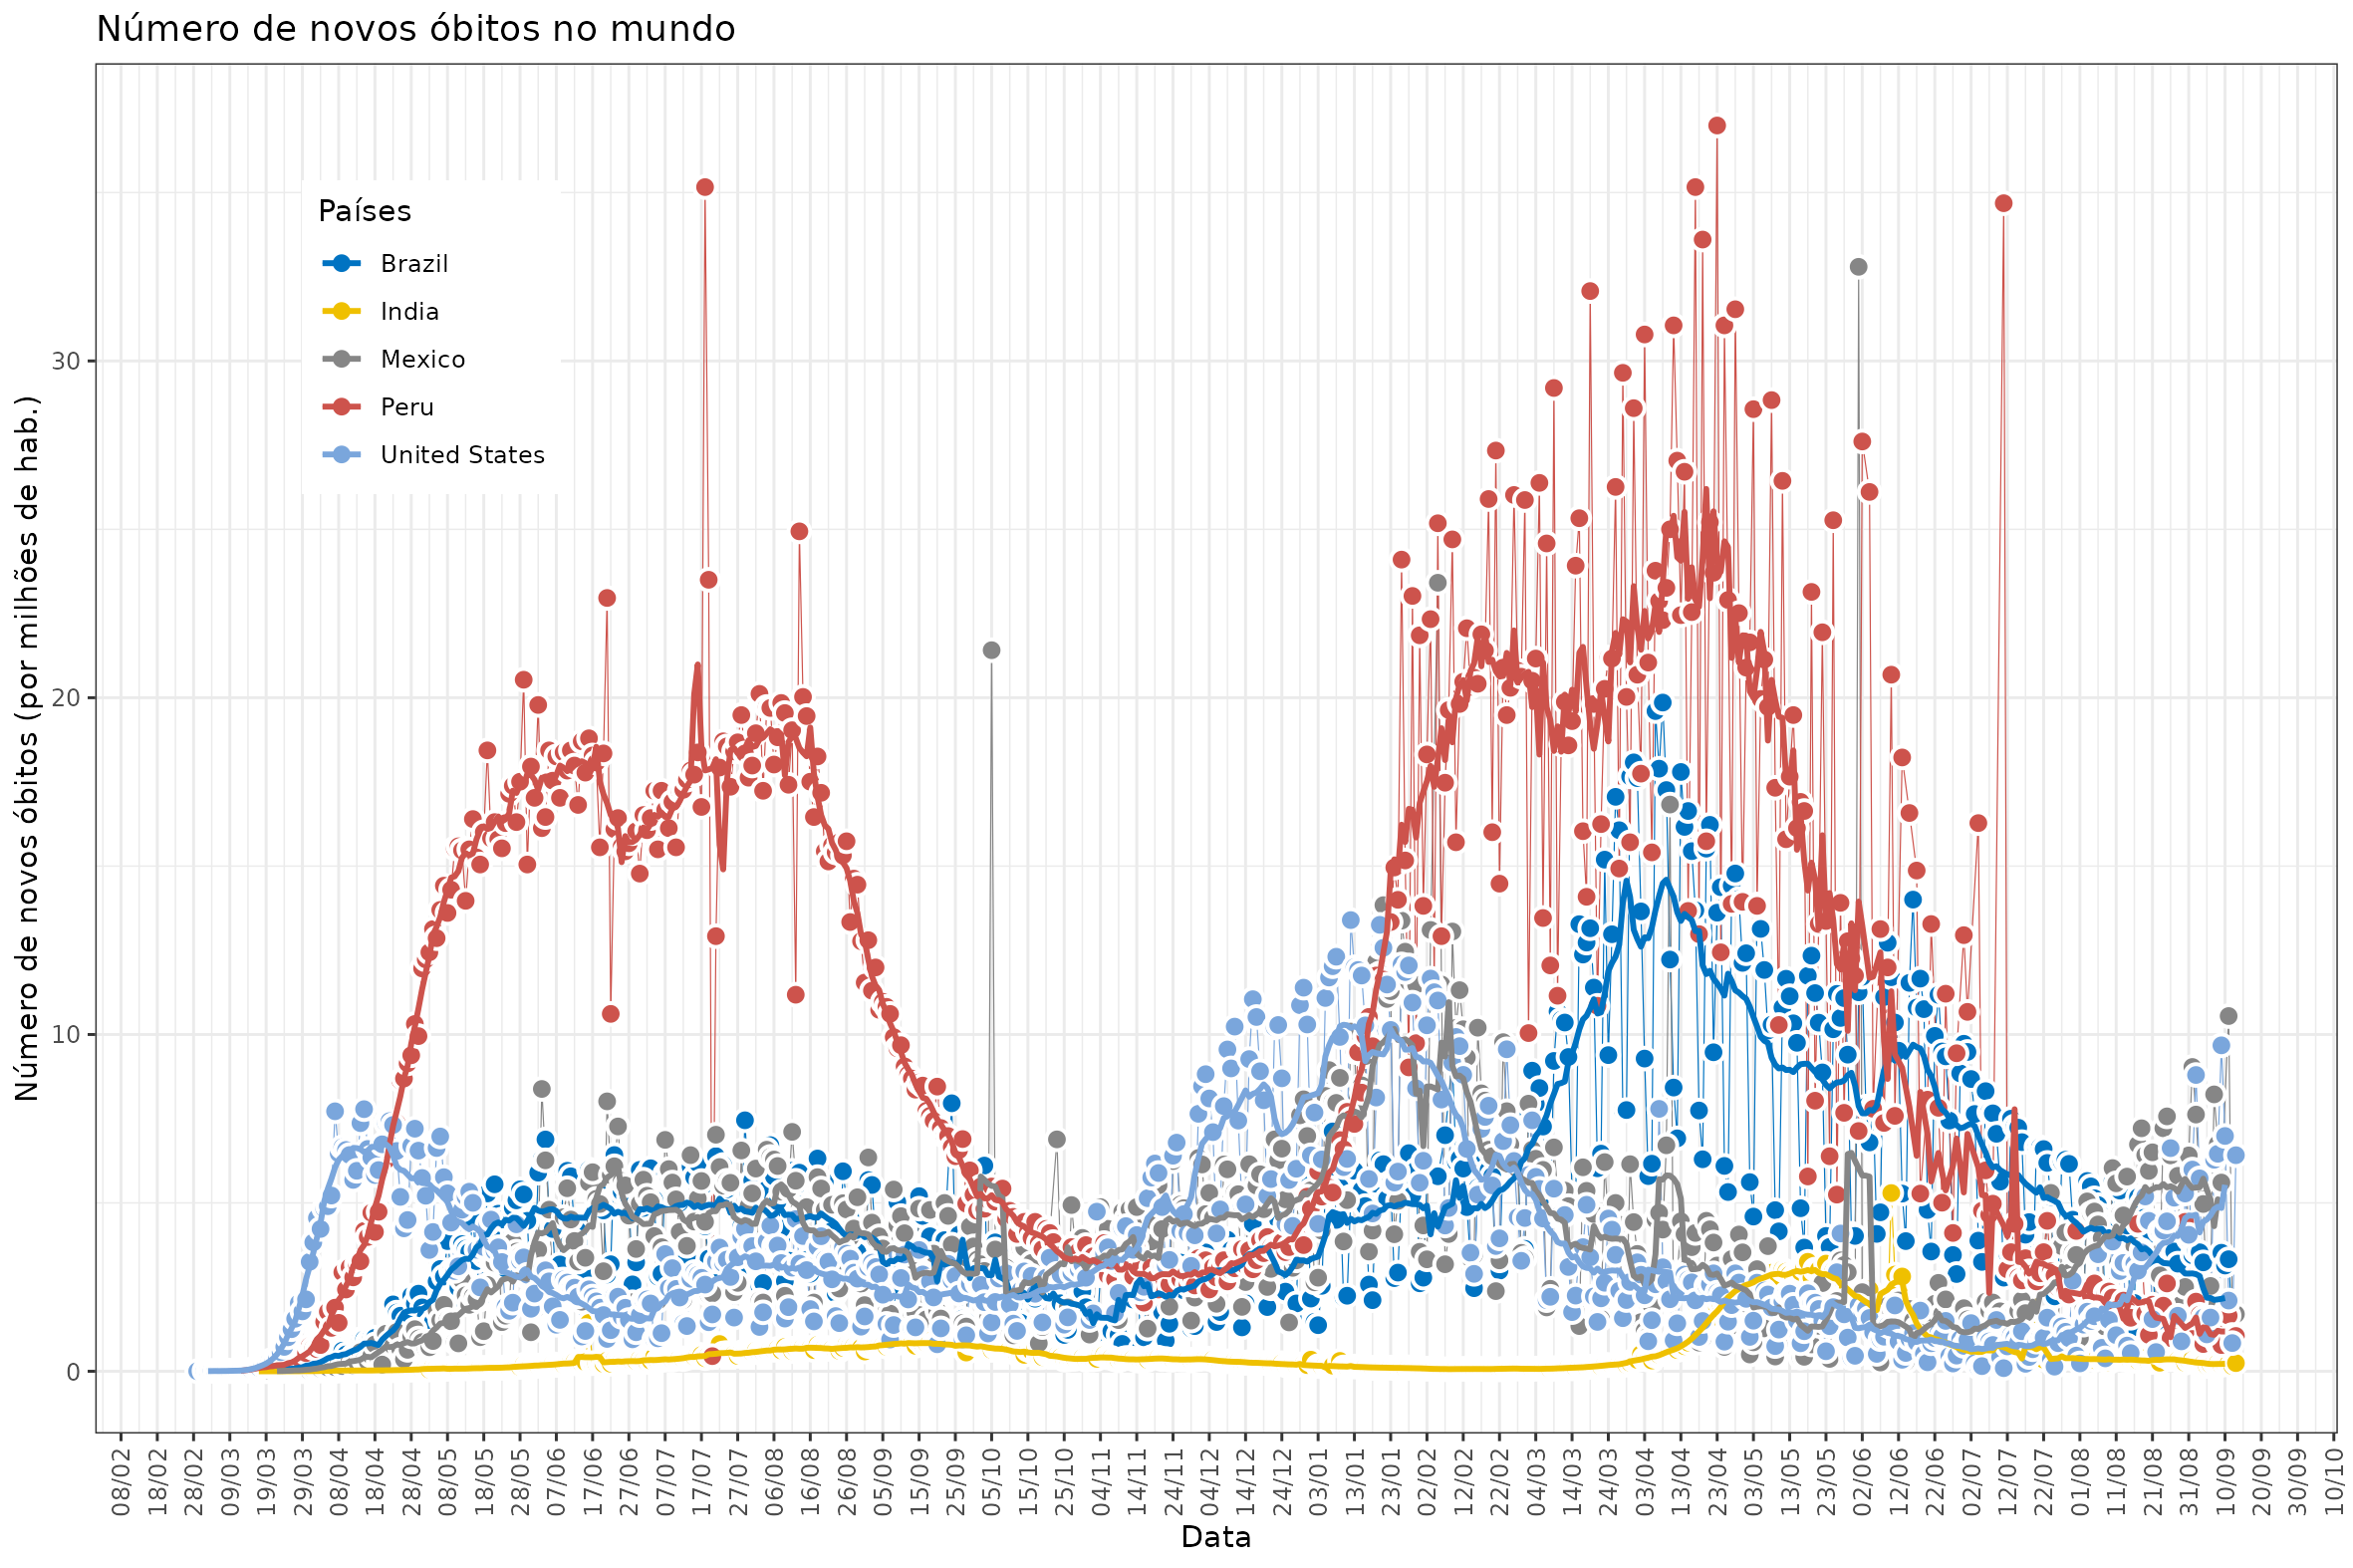 Número de novos óbitos no mundo
Número de novos óbitos (por milhões de hab.)
30
20
10
0
Países
Brazil
India
Mexico
Peru
United States
08/02 18/02 28/02 09/03 19/03 29/03 08/04 18/04 28/04 08/05 18/05 28/05 07/06 17/06 27/06 07/07 17/07 27/07 06/08 16/08 26/08 05/09 15/09 25/09 05/10 15/10 25/10 04/11 14/11 24/11 04/12 14/12 24/12 03/01 13/01 23/01 02/02 12/02 22/02 04/03 14/03 24/03 03/04 13/04 23/04 03/05 13/05 23/05 02/06 12/06 22/06 02/07 12/07 22/07 01/08 11/08 21/08 31/08 10/09 20/09 30/09 10/10
Data